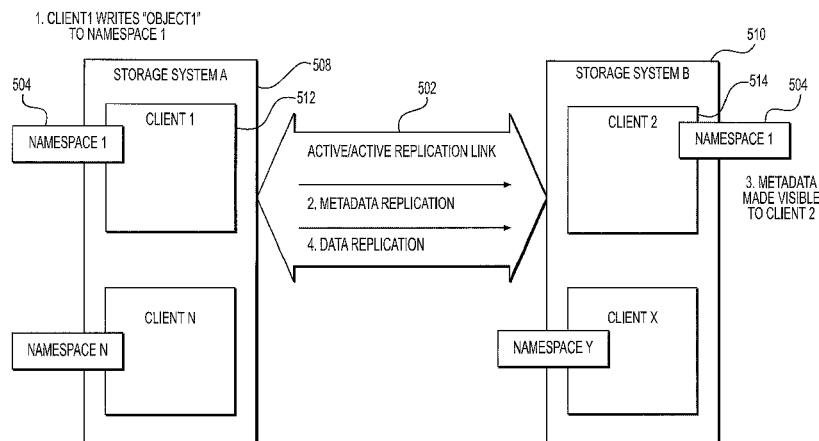 1. CLIENT1 WRITES "OBJECT1"
TO NAMESPACE 1
504
STORAGE SYSTEM A
508
CLIENT 1
512
NAMESPACE 1
502
ACTIVE/ACTIVE REPLICATION LINK
2. METADATA REPLICATION
4. DATA REPLICATION
510
STORAGE SYSTEM B
514
504
CLIENT 2
NAMESPACE 1
3. METADATA
MADE VISIBLE
TO CLIENT 2
CLIENT N
NAMESPACE N
CLIENT X
NAMESPACE Y